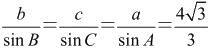 b/sin B = c/sin C = a/sin A = 4√3/3